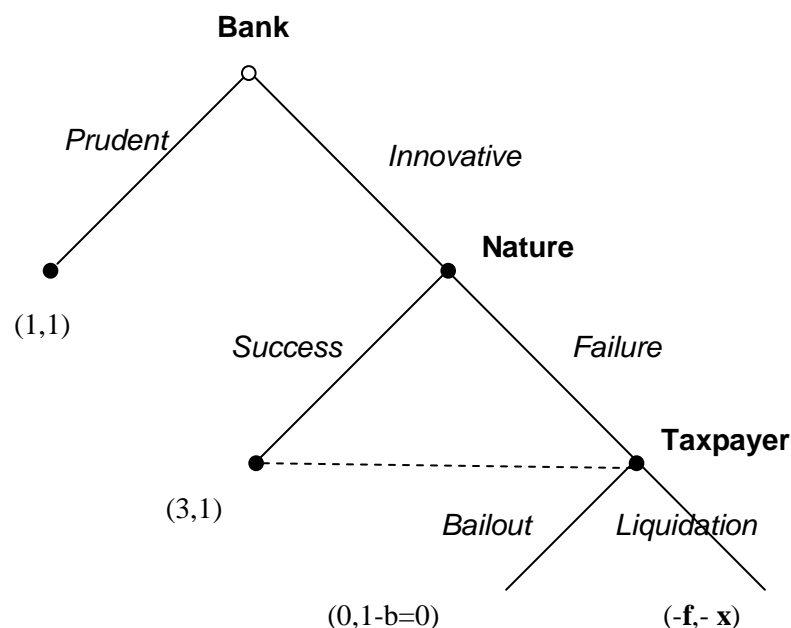 Bank
Prudent
Innovative
Nature
(1,1)
Success
Failure
Taxpayer
(3,1)
Bailout
Liquidation
(0,1-b=0)
(-f,- x)